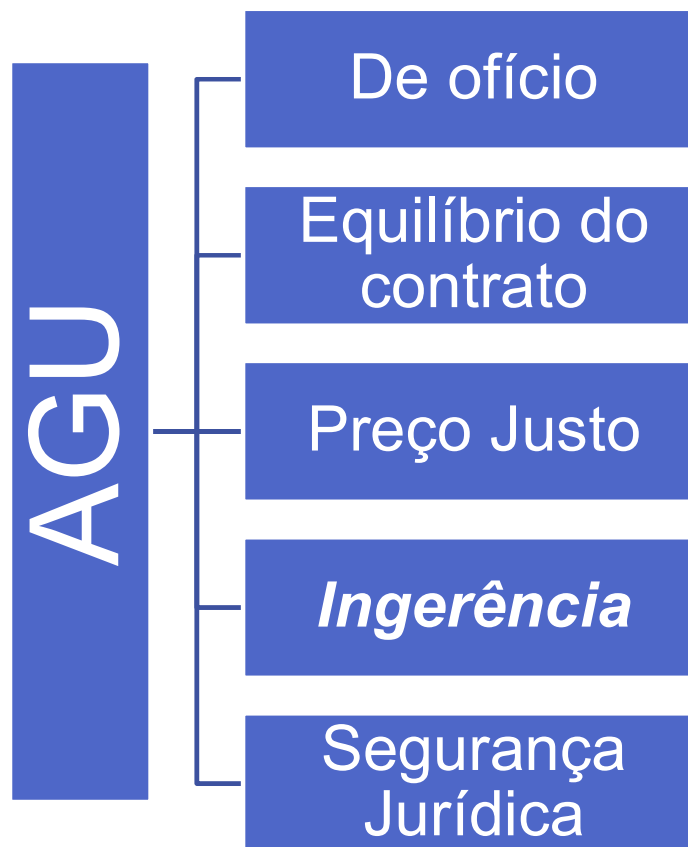 AGU
De ofício
Equilíbrio do
contrato
Preço Justo
Ingerência
Segurança
Jurídica